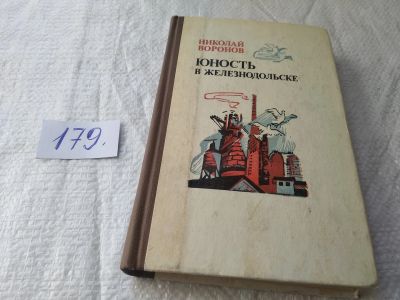 НИКОЛАЙ
ВОРОНОВ
ЮНОСТЬ
В ЖЕЛЕЗНОДОЛЬСКЕ
179.